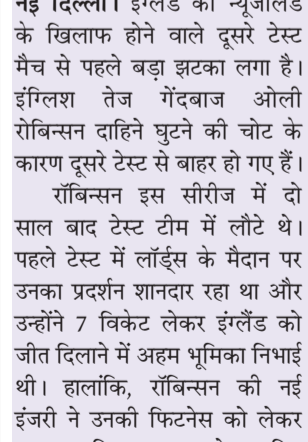 नई दिल्ली। इंग्लैंड को न्यूजीलैंड
के खिलाफ होने वाले दूसरे टेस्ट
मैच से पहले बड़ा झटका लगा है।
इंग्लिश तेज गेंदबाज ओली
रोबिन्सन दाहिने घुटने की चोट के
कारण दूसरे टेस्ट से बाहर हो गए हैं।
रॉबिन्सन इस सीरीज में दो
साल बाद टेस्ट टीम में लौटे थे।
पहले टेस्ट में लॉर्ड्स के मैदान पर
उनका प्रदर्शन शानदार रहा था और
उन्होंने 7 विकेट लेकर इंग्लैंड को
जीत दिलाने में अहम भूमिका निभाई
थी। हालांकि, रॉबिन्सन की नई
इंजरी ने उनकी फिटनेस को लेकर